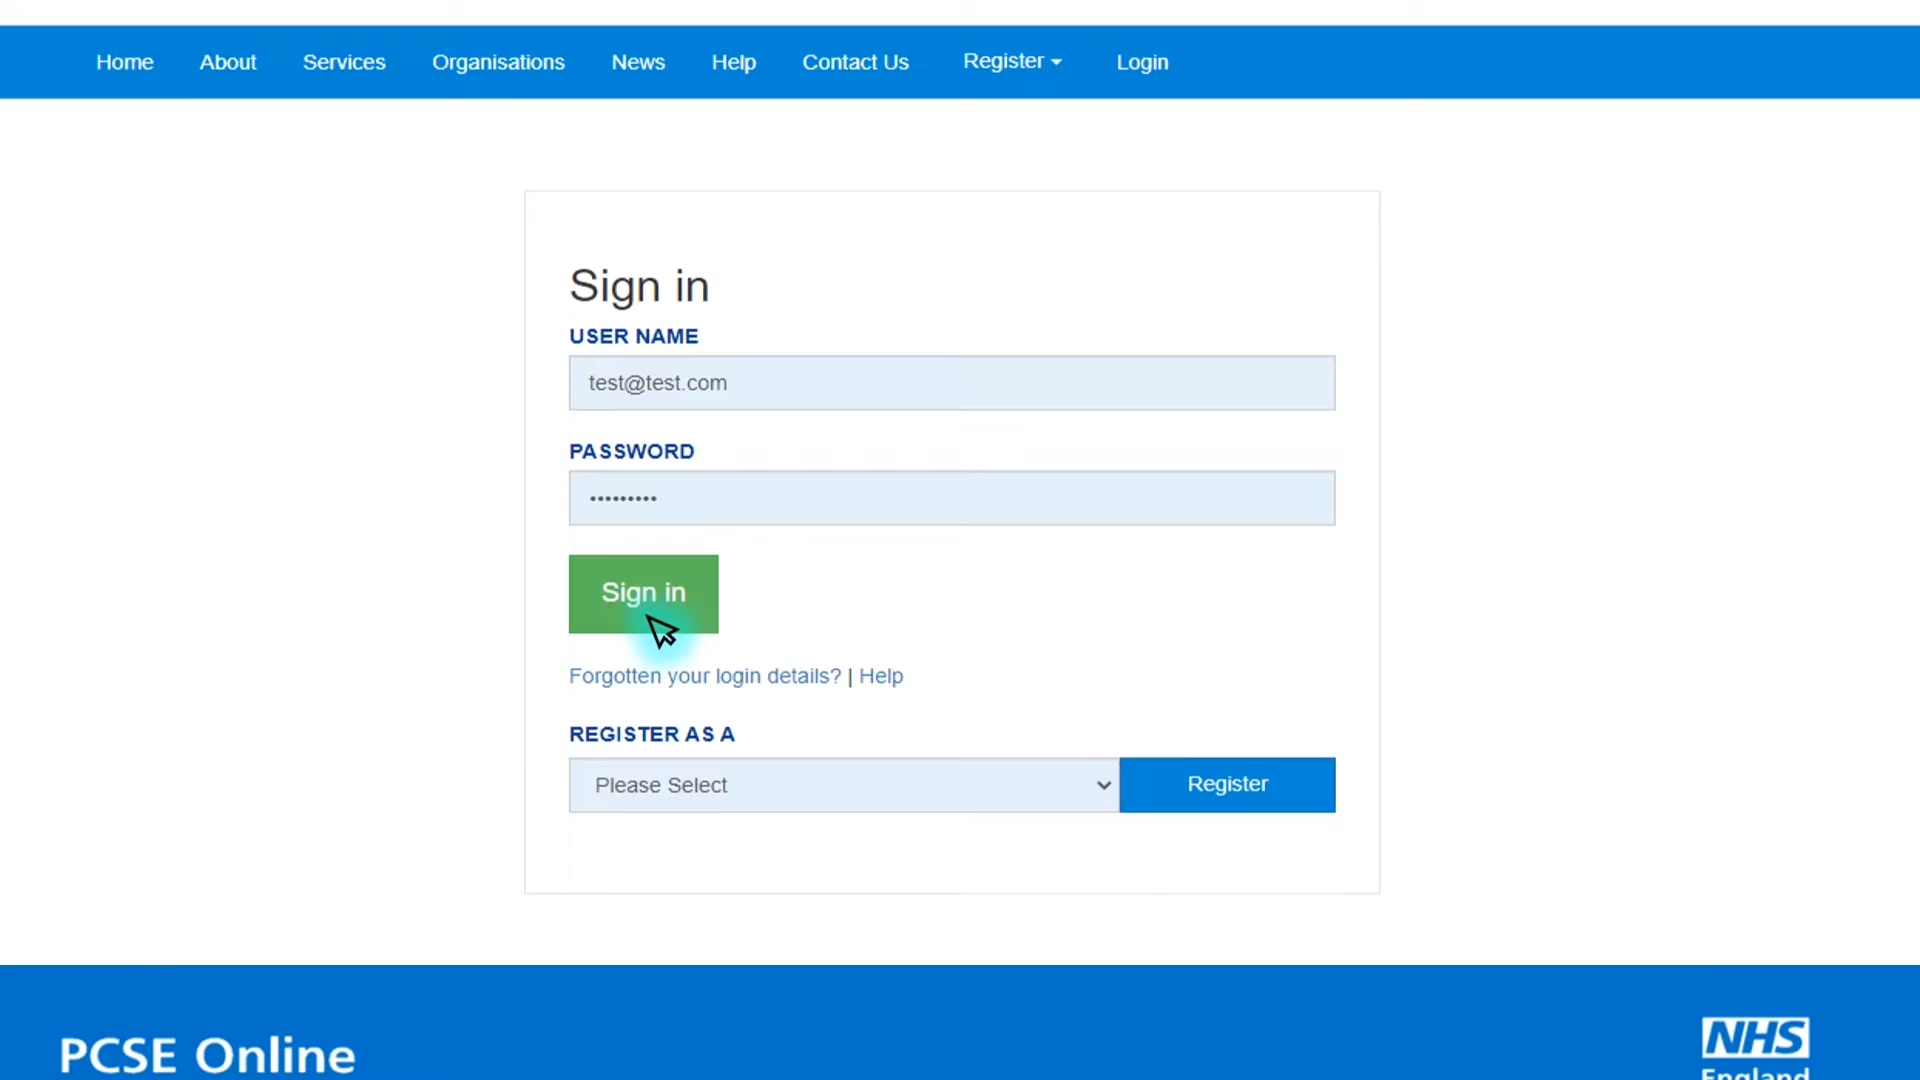 Home About Services Organisations News Help Contact Us Register Login
Sign in
USER NAME
test@test.com
PASSWORD
•••••••••
Sign in
Forgotten your login details? | Help
REGISTER AS A
Please Select Register
PCSE Online
NHS
England